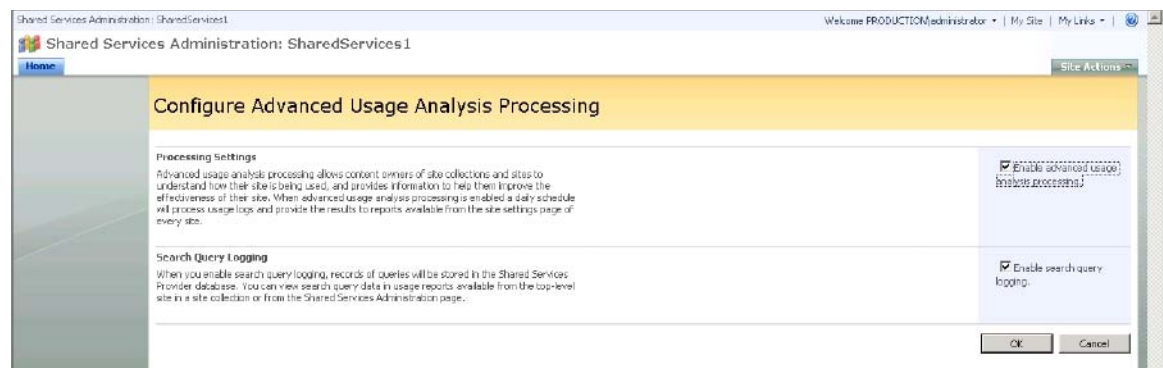 Shared Services Administration: SharedServices1
Welcome PRODUCTION\administrator | My Site | My Links |
Shared Services Administration: SharedServices1
Home
Site Actions
Configure Advanced Usage Analysis Processing
Processing Settings
Advanced usage analysis processing allows content owners of site collections and sites to
understand how their site is being used, and provides information to help them improve the
effectiveness of their site. When advanced usage analysis processing is enabled a daily schedule
will process usage logs and provide the results to reports available from the site settings page of
every site.
Enable advanced usage
analysis processing.
Search Query Logging
When you enable search query logging, records of queries will be stored in the Shared Services
Provider database. You can view search query data in usage reports available from the top-level
site in a site collection or from the Shared Services Administration page.
Enable search query
logging.
OK
Cancel